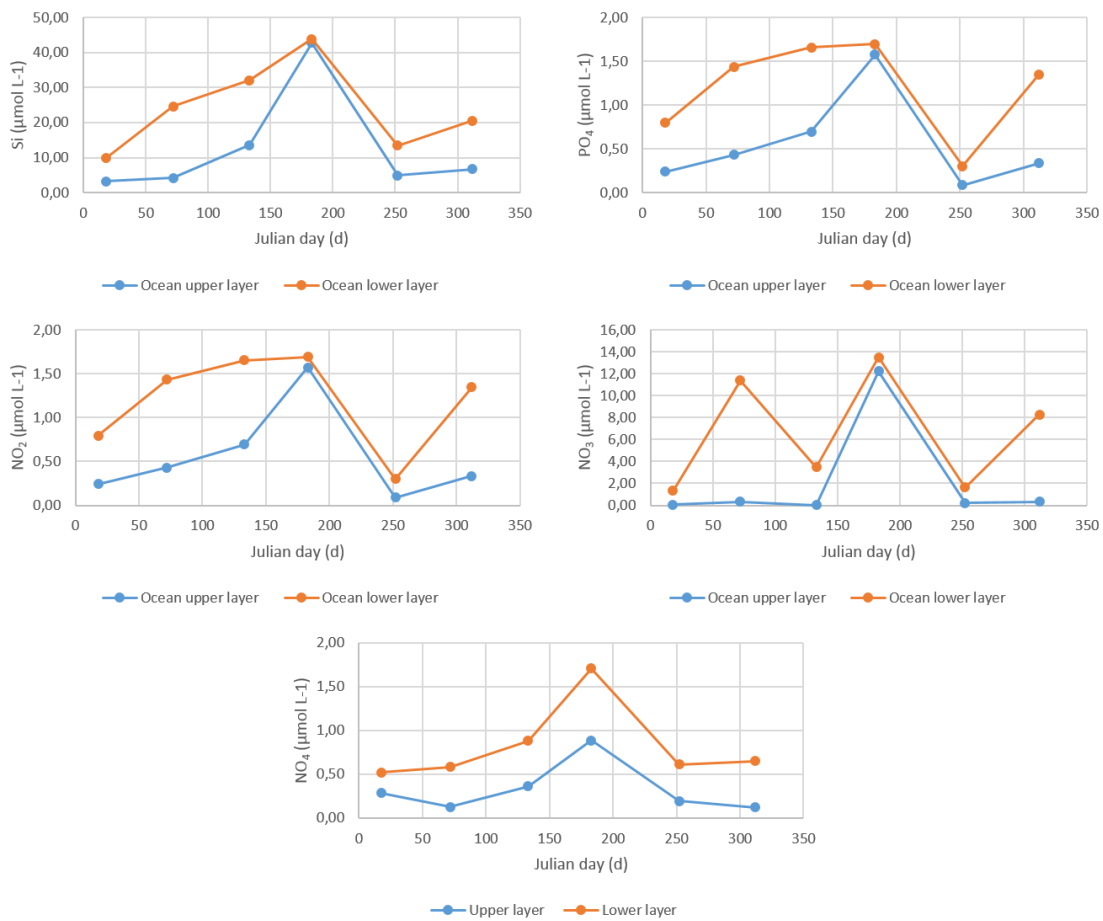 Si (µmol L-1)
50,00
40,00
30,00
20,00
10,00
0,00
0 50 100 150 200 250 300 350
Julian day (d)
Ocean upper layer Ocean lower layer
PO4 (µmol L-1)
2,00
1,50
1,00
0,50
0,00
0 50 100 150 200 250 300 350
Julian day (d)
Ocean upper layer Ocean lower layer
NO2 (µmol L-1)
2,00
1,50
1,00
0,50
0,00
0 50 100 150 200 250 300 350
Julian day (d)
Ocean upper layer Ocean lower layer
NO3 (µmol L-1)
16,00
14,00
12,00
10,00
8,00
6,00
4,00
2,00
0,00
0 50 100 150 200 250 300 350
Julian day (d)
Ocean upper layer Ocean lower layer
NO4 (µmol L-1)
2,00
1,50
1,00
0,50
0,00
0 50 100 150 200 250 300 350
Julian day (d)
Upper layer Lower layer